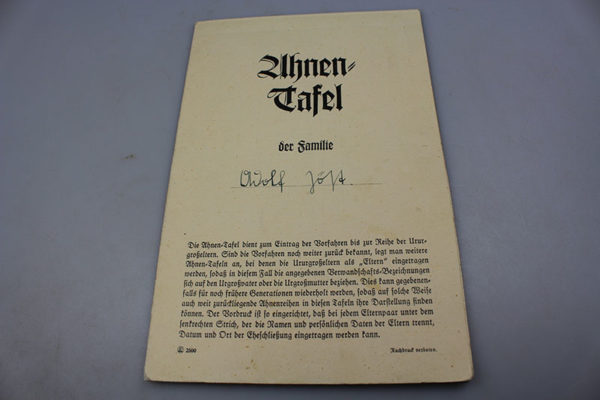 Ahnen-
Tafel
der Familie
Adolf Jöst.
Die Ahnen-Tafel dient zum Eintrag der Vorfahren bis zur Reihe der Urur-
großeltern. Sind die Vorfahren noch weiter zurück bekannt, legt man weitere
Ahnen-Tafeln an, bei denen die Ururgroßeltern als „Eltern" eingetragen
werden, sodaß in diesem Fall die angegebenen Verwandschafts-Bezeichnungen
sich auf den Urgroßvater oder die Urgroßmutter beziehen. Dies kann gegebenen-
falls für noch frühere Generationen wiederholt werden, sodaß auf solche Weise
auch weit zurückliegende Ahnenreihen in diesen Tafeln ihre Darstellung finden
können. Der Vordruck ist so eingerichtet, daß bei jedem Elternpaar unter dem
senkrechten Strich, der die Namen und persönlichen Daten der Eltern trennt,
Datum und Ort der Eheschließung eingetragen werden kann.
2500 Nachdruck verboten.